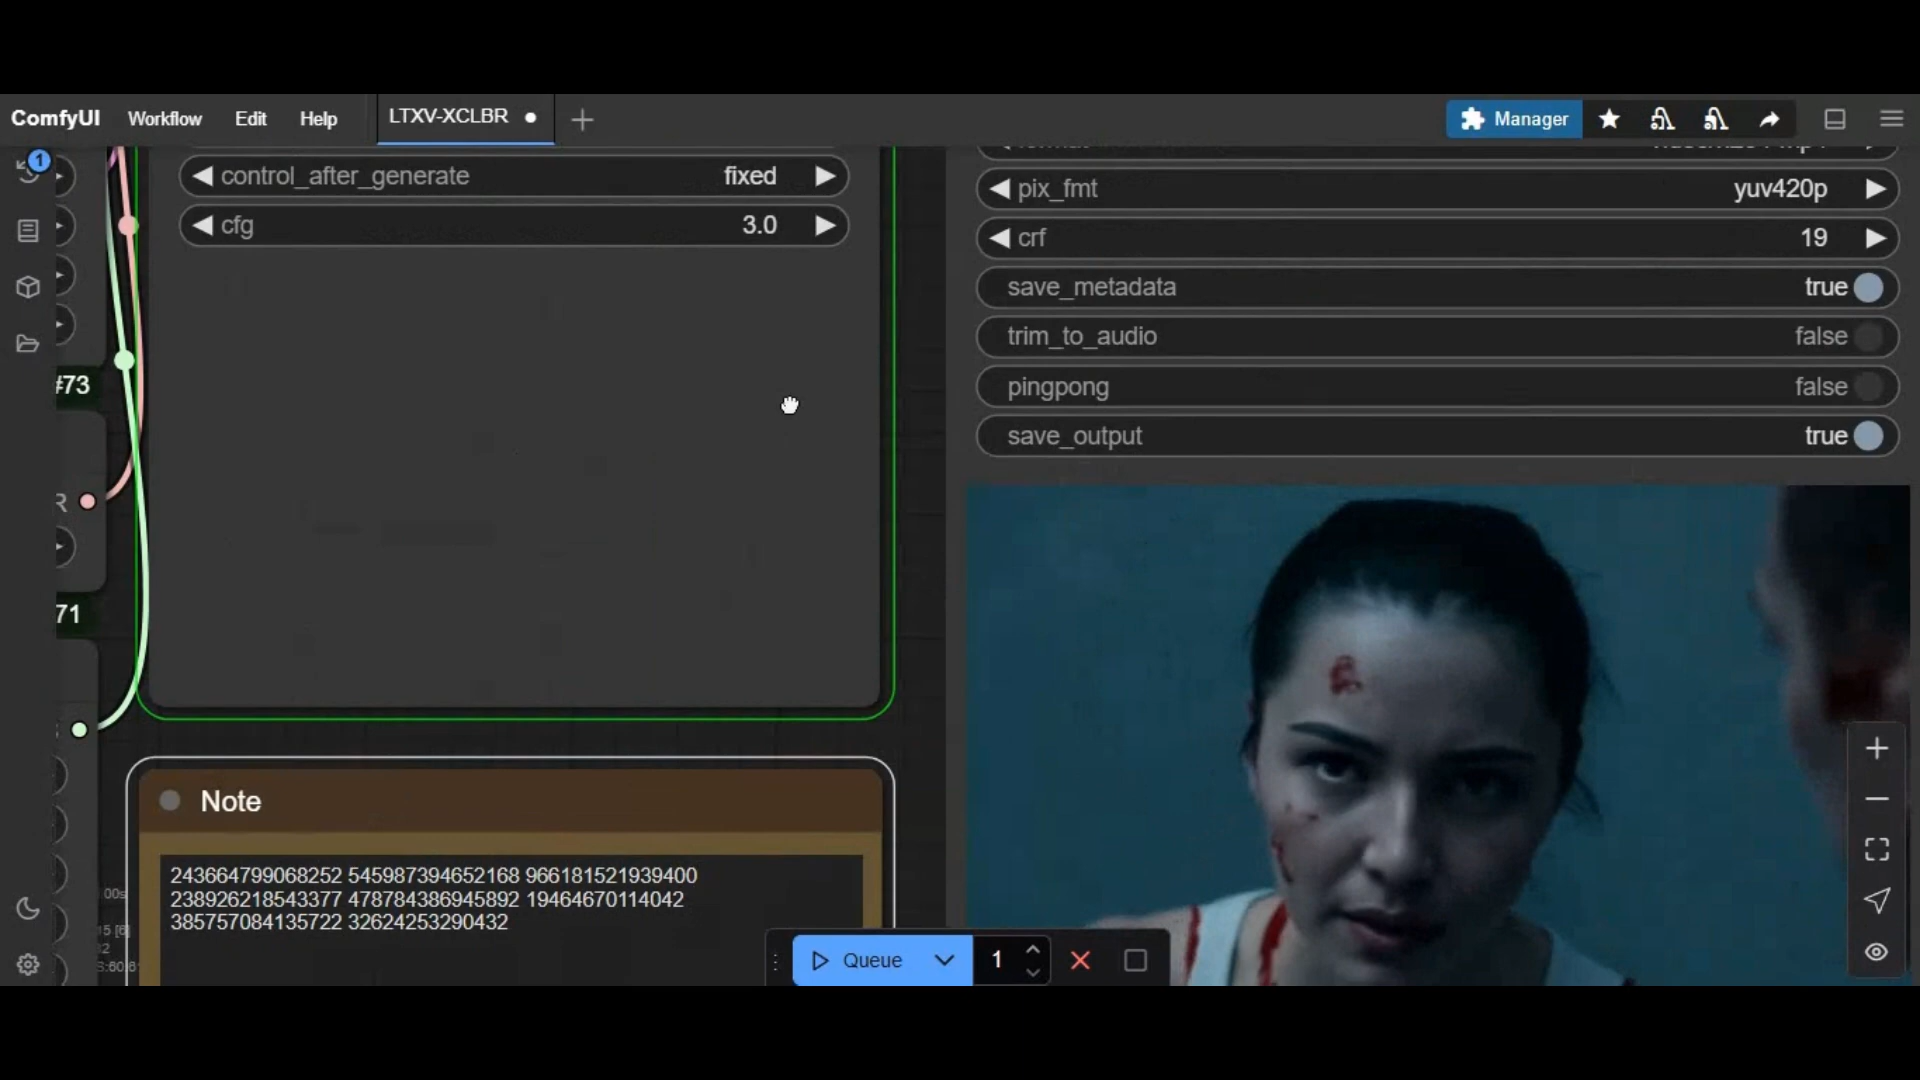 ComfyUI Workflow Edit Help LTXV-XCLBR
Manager
1
control_after_generate fixed
cfg 3.0
pix_fmt yuv420p
crf 19
save_metadata true
trim_to_audio false
pingpong false
save_output true
#73
R
71
Note
243664799068252 545987394652168 966181521939400
238926218543377 478784386945892 19464670114042
385757084135722 32624253290432
Queue 1